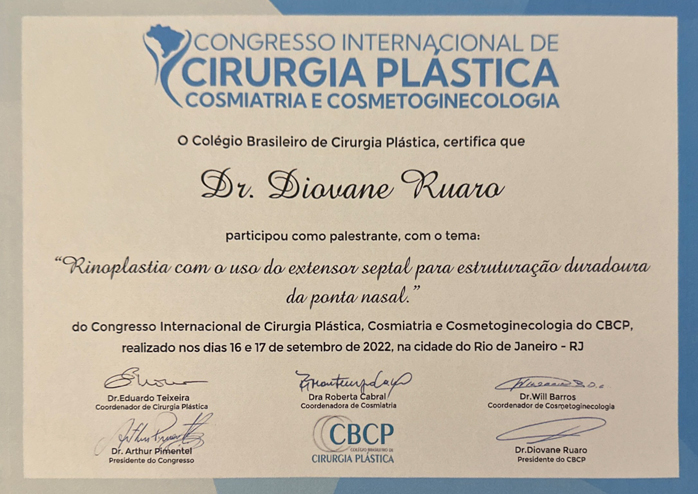 CONGRESSO INTERNACIONAL DE
CIRURGIA PLÁSTICA
COSMIATRIA E COSMETOGINECOLOGIA
O Colégio Brasileiro de Cirurgia Plástica, certifica que
Dr. Diovane Ruaro
participou como palestrante, com o tema:
“Rinoplastia com o uso do extensor septal para estruturação duradoura
da ponta nasal.”
do Congresso Internacional de Cirurgia Plástica, Cosmiatria e Cosmetoginecologia do CBCP,
realizado nos dias 16 e 17 de setembro de 2022, na cidade do Rio de Janeiro - RJ
Dr.Eduardo Teixeira
Coordenador de Cirurgia Plástica
Dra Roberta Cabral
Coordenadora de Cosmiatria
Dr.Will Barros
Coordenador de Cosmetoginecologia
Dr. Arthur Pimentel
Presidente do Congresso
CBCP
COLÉGIO BRASILEIRO DE
CIRURGIA PLÁSTICA
Dr.Diovane Ruaro
Presidente do CBCP